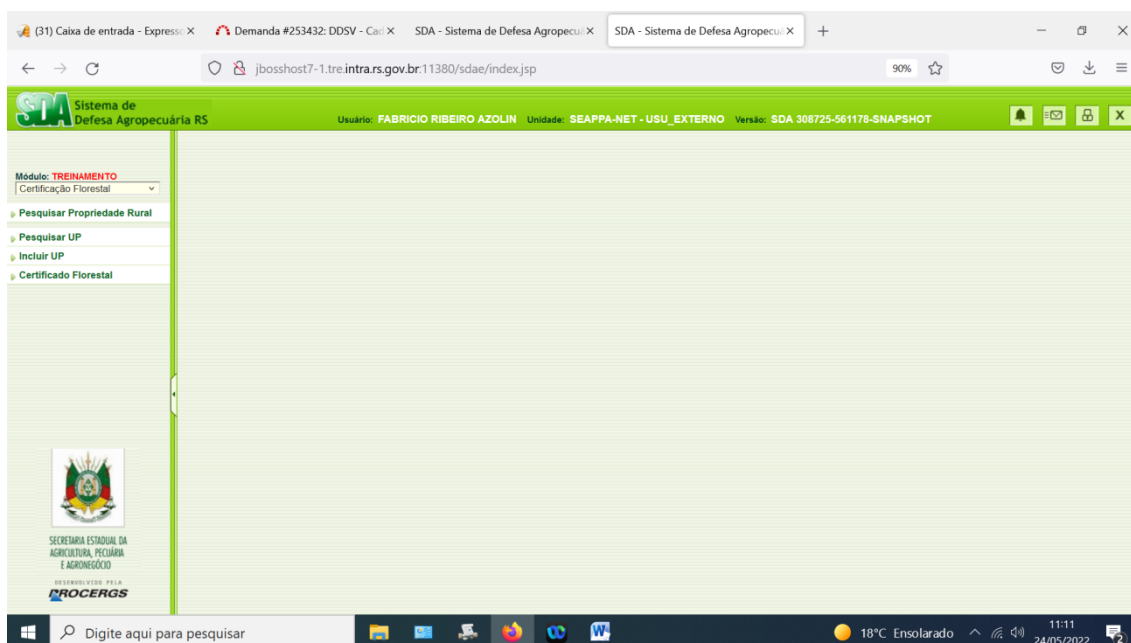 (31) Caixa de entrada - Expresso
Demanda #253432: DDSV - Cad
SDA - Sistema de Defesa Agropecuá
SDA - Sistema de Defesa Agropecuá
jbosshost7-1.tre.intra.rs.gov.br:11380/sdae/index.jsp
90%
SDA Sistema de
Defesa Agropecuária RS
Usuário: FABRICIO RIBEIRO AZOLIN Unidade: SEAPPA-NET - USU_EXTERNO Versão: SDA 308725-561178-SNAPSHOT
X
Módulo: TREINAMENTO
Certificação Florestal
Pesquisar Propriedade Rural
Pesquisar UP
Incluir UP
Certificado Florestal
SECRETARIA ESTADUAL DA
AGRICULTURA, PECUÁRIA
E AGRONEGÓCIO
DESENVOLVIDO PELA
PROCERGS
Digite aqui para pesquisar
W
18°C Ensolarado
11:11
24/05/2022
2